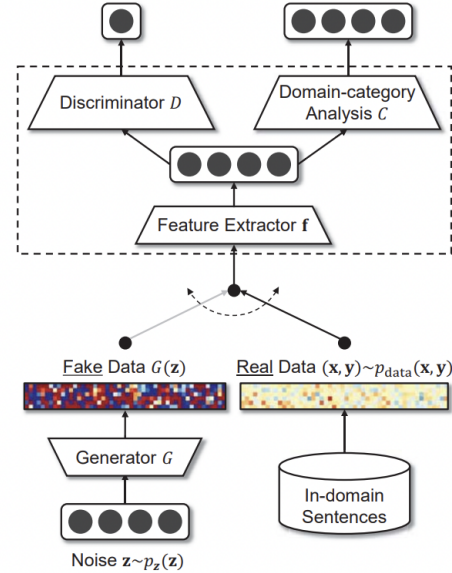 Discriminator D
Domain-category
Analysis C
Feature Extractor f
Fake Data G(z)
Real Data (x, y)~p_data(x, y)
Generator G
In-domain
Sentences
Noise z~p_z(z)